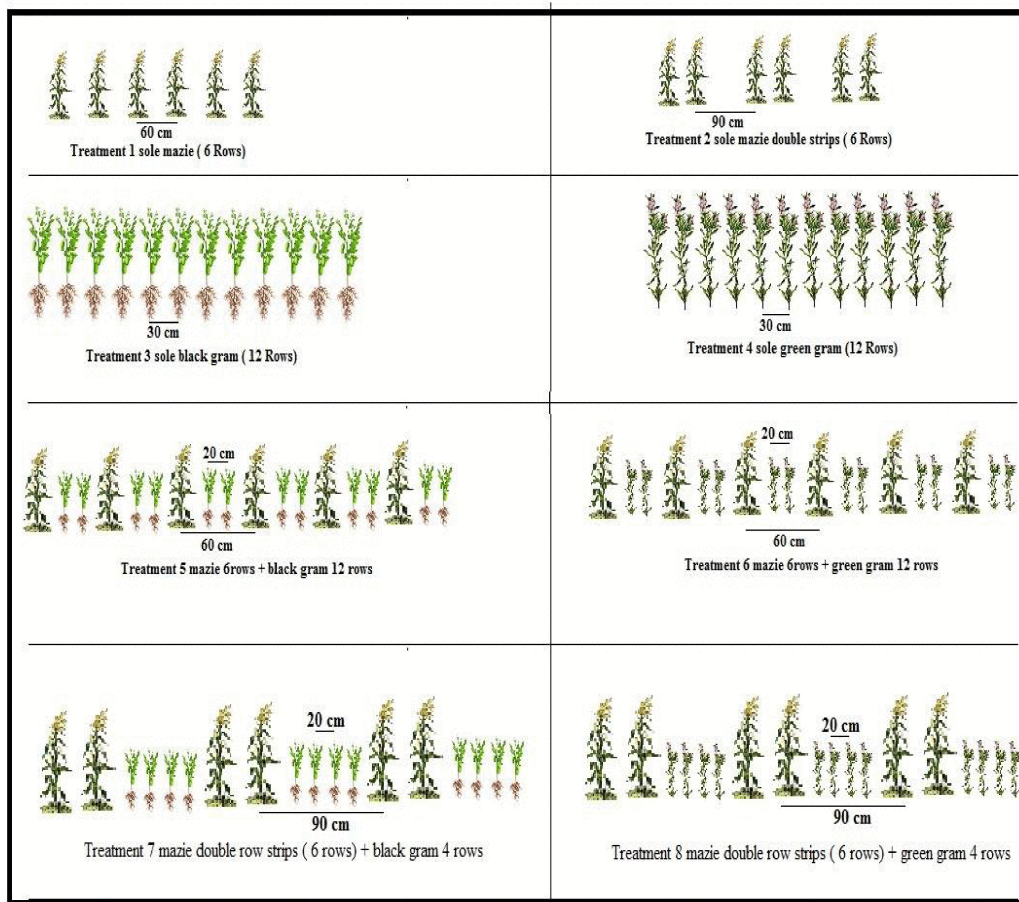 60 cm
Treatment 1 sole mazie ( 6 Rows)
90 cm
Treatment 2 sole mazie double strips ( 6 Rows)
30 cm
Treatment 3 sole black gram ( 12 Rows)
30 cm
Treatment 4 sole green gram (12 Rows)
20 cm
60 cm
Treatment 5 mazie 6rows + black gram 12 rows
20 cm
60 cm
Treatment 6 mazie 6rows + green gram 12 rows
20 cm
90 cm
Treatment 7 mazie double row strips ( 6 rows) + black gram 4 rows
20 cm
90 cm
Treatment 8 mazie double row strips ( 6 rows) + green gram 4 rows